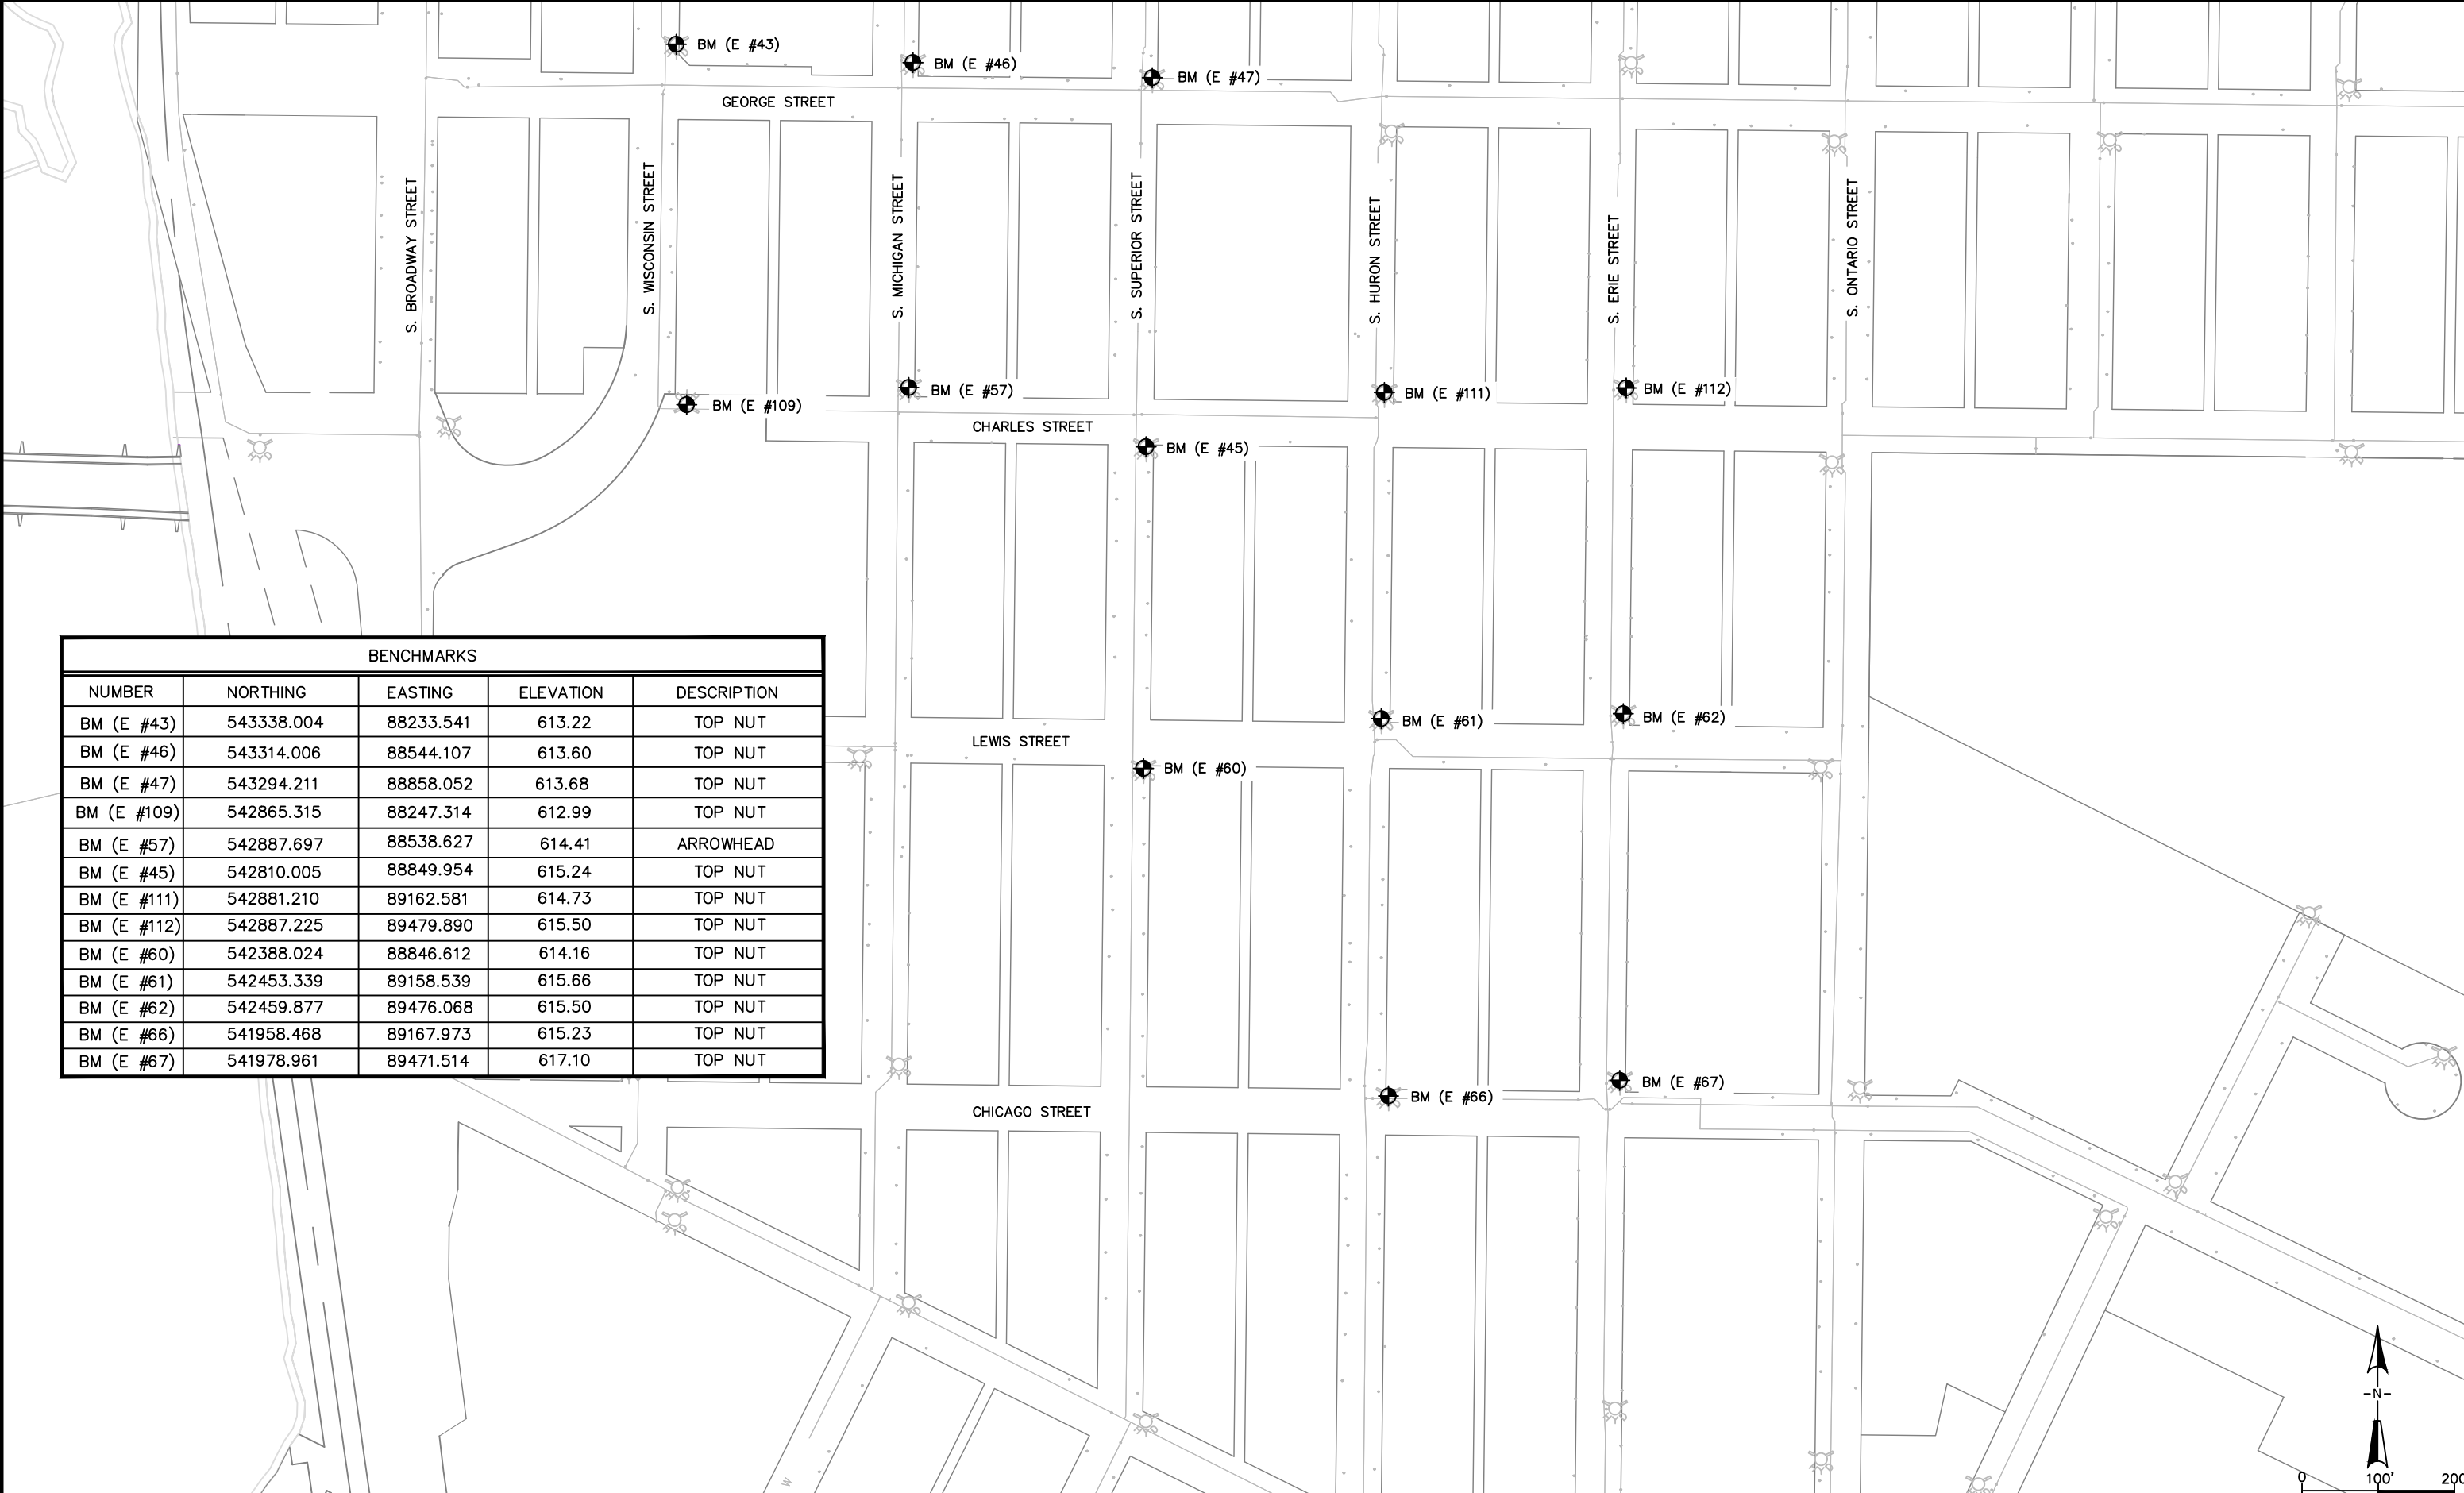 BM (E #43)
BM (E #46)
BM (E #47)
GEORGE STREET
S. BROADWAY STREET
S. WISCONSIN STREET
S. MICHIGAN STREET
S. SUPERIOR STREET
S. HURON STREET
S. ERIE STREET
S. ONTARIO STREET
BM (E #109)
BM (E #57)
BM (E #111)
BM (E #112)
CHARLES STREET
BM (E #45)
BM (E #61)
BM (E #62)
LEWIS STREET
BM (E #60)
BM (E #66)
BM (E #67)
CHICAGO STREET
BENCHMARKS
NUMBER NORTHING EASTING ELEVATION DESCRIPTION
BM (E #43) 543338.004 88233.541 613.22 TOP NUT
BM (E #46) 543314.006 88544.107 613.60 TOP NUT
BM (E #47) 543294.211 88858.052 613.68 TOP NUT
BM (E #109) 542865.315 88247.314 612.99 TOP NUT
BM (E #57) 542887.697 88538.627 614.41 ARROWHEAD
BM (E #45) 542810.005 88849.954 615.24 TOP NUT
BM (E #111) 542881.210 89162.581 614.73 TOP NUT
BM (E #112) 542887.225 89479.890 615.50 TOP NUT
BM (E #60) 542388.024 88846.612 614.16 TOP NUT
BM (E #61) 542453.339 89158.539 615.66 TOP NUT
BM (E #62) 542459.877 89476.068 615.50 TOP NUT
BM (E #66) 541958.468 89167.973 615.23 TOP NUT
BM (E #67) 541978.961 89471.514 617.10 TOP NUT
W
-N-
0 100' 200